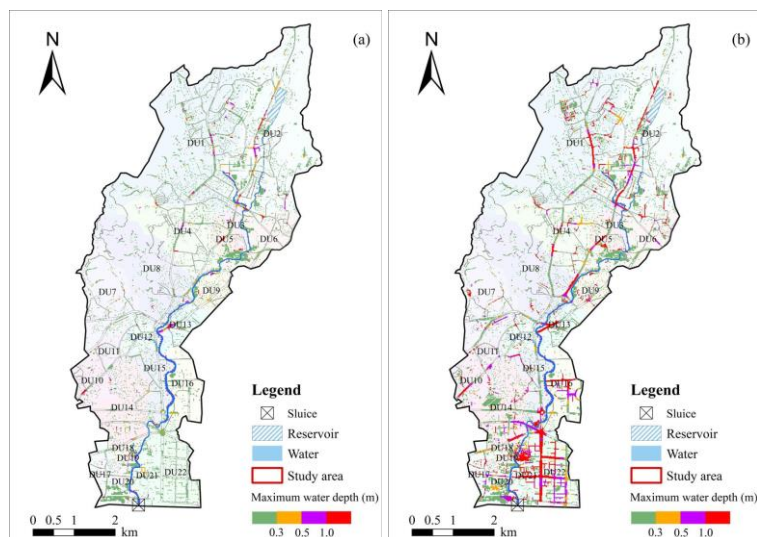 N
(a)
DU1
DU2
DU3
DU4
DU5
DU6
DU8
DU7
DU9
DU13
DU12
DU11
DU15
DU10
DU16
DU14
DU18
DU19
DU17
DU21
DU22
DU20
Legend
Sluice
Reservoir
Water
Study area
Maximum water depth (m)
0.3 0.5 1.0
0 0.5 1 2
km
N
(b)
DU1
DU2
DU4
DU5
DU6
DU8
DU7
DU9
DU13
DU12
DU11
DU15
DU10
DU16
DU14
DU18
DU17
DU22
DU20
Legend
Sluice
Reservoir
Water
Study area
Maximum water depth (m)
0.3 0.5 1.0
0 0.5 1 2
km